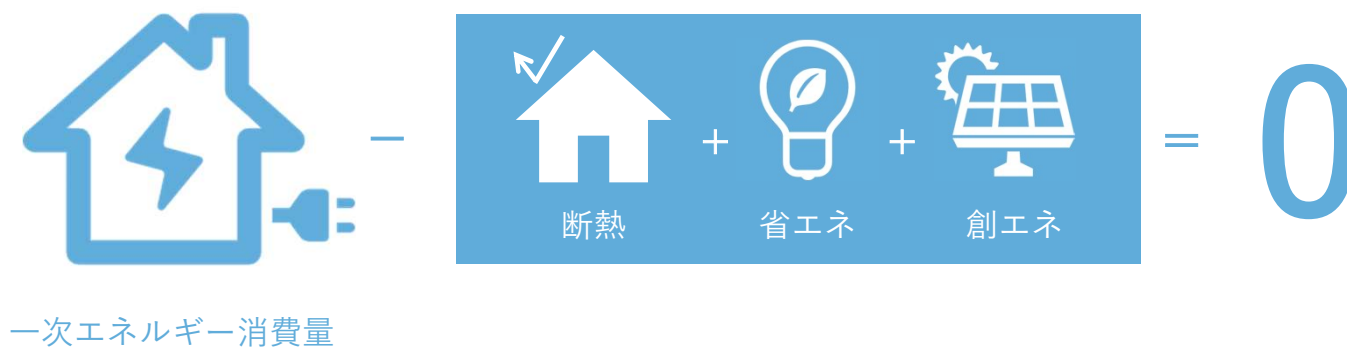 − + + = 0
断熱 省エネ 創エネ
一次エネルギー消費量